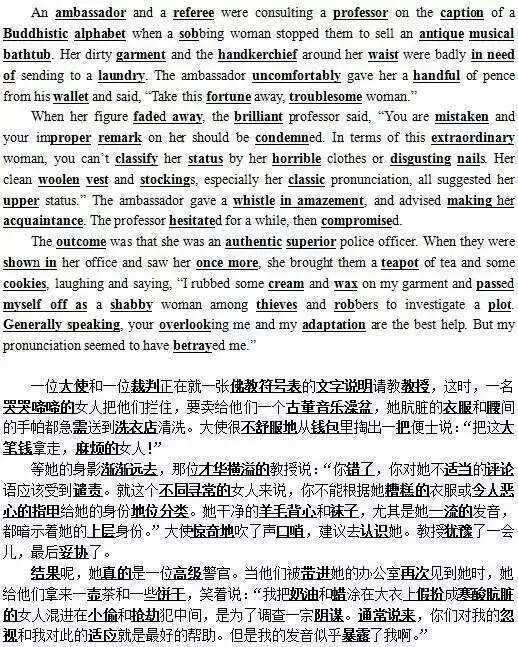 An ambassador and a referee were consulting a professor on the caption of a
Buddhistic alphabet when a sobbing woman stopped them to sell an antique musical
bathtub. Her dirty garment and the handkerchief around her waist were badly in need
of sending to a laundry. The ambassador uncomfortably gave her a handful of pence
from his wallet and said, “Take this fortune away, troublesome woman.”
When her figure faded away, the brilliant professor said, “You are mistaken and
your improper remark on her should be condemned. In terms of this extraordinary
woman, you can’t classify her status by her horrible clothes or disgusting nails. Her
clean woolen vest and stockings, especially her classic pronunciation, all suggested her
upper status.” The ambassador gave a whistle in amazement, and advised making her
acquaintance. The professor hesitated for a while, then compromised.
The outcome was that she was an authentic superior police officer. When they were
shown in her office and saw her once more, she brought them a teapot of tea and some
cookies, laughing and saying, “I rubbed some cream and wax on my garment and passed
myself off as a shabby woman among thieves and robbers to investigate a plot.
Generally speaking, your overlooking me and my adaptation are the best help. But my
pronunciation seemed to have betrayed me.”
一位大使和一位裁判正在就一张佛教符号表的文字说明请教教授，这时，一名
哭哭啼啼的女人把他们拦住，要卖给他们一个古董音乐澡盆，她肮脏的衣服和腰间
的手帕都急需送到洗衣店清洗。大使很不舒服地从钱包里掏出一把便士说：“把这大
笔钱拿走，麻烦的女人！”
等她的身影渐渐远去，那位才华横溢的教授说：“你错了，你对她不适当的评论
语应该受到谴责。就这个不同寻常的女人来说，你不能根据她糟糕的衣服或令人恶
心的指甲给她的身份地位分类。她干净的羊毛背心和袜子，尤其是她一流的发音，
都暗示着她的上层身份。”大使惊奇地吹了声口哨，建议去认识她。教授犹豫了一会
儿，最后妥协了。
结果呢，她真的是一位高级警官。当他们被带进她的办公室再次见到她时，她
给他们拿来一壶茶和一些饼干，笑着说：“我把奶油和蜡涂在大衣上假扮成寒酸肮脏
的女人混进在小偷和抢劫犯中间，是为了调查一宗阴谋。通常说来，你们对我的忽
视和我对此的适应就是最好的帮助。但是我的发音似乎暴露了我啊。”